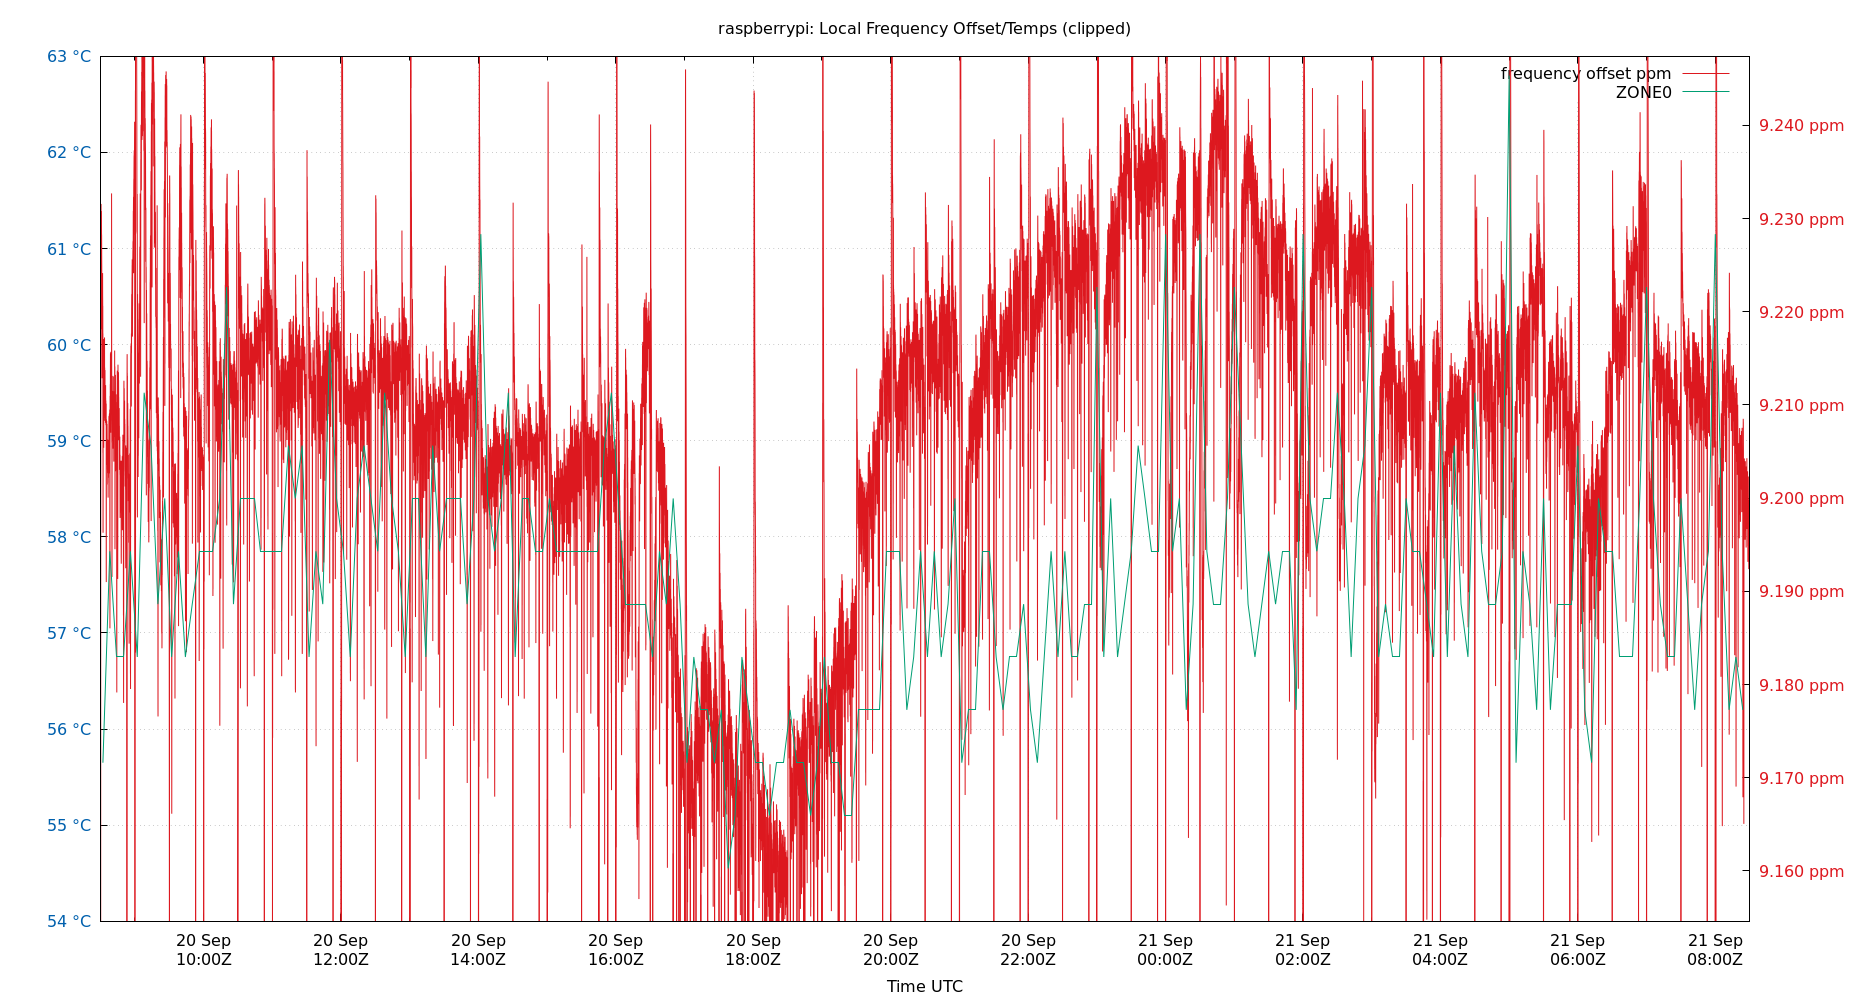 raspberrypi: Local Frequency Offset/Temps (clipped)
frequency offset ppm
ZONE0
63 °C
62 °C
61 °C
60 °C
59 °C
58 °C
57 °C
56 °C
55 °C
54 °C
9.240 ppm
9.230 ppm
9.220 ppm
9.210 ppm
9.200 ppm
9.190 ppm
9.180 ppm
9.170 ppm
9.160 ppm
20 Sep
10:00Z
20 Sep
12:00Z
20 Sep
14:00Z
20 Sep
16:00Z
20 Sep
18:00Z
20 Sep
20:00Z
20 Sep
22:00Z
21 Sep
00:00Z
21 Sep
02:00Z
21 Sep
04:00Z
21 Sep
06:00Z
21 Sep
08:00Z
Time UTC